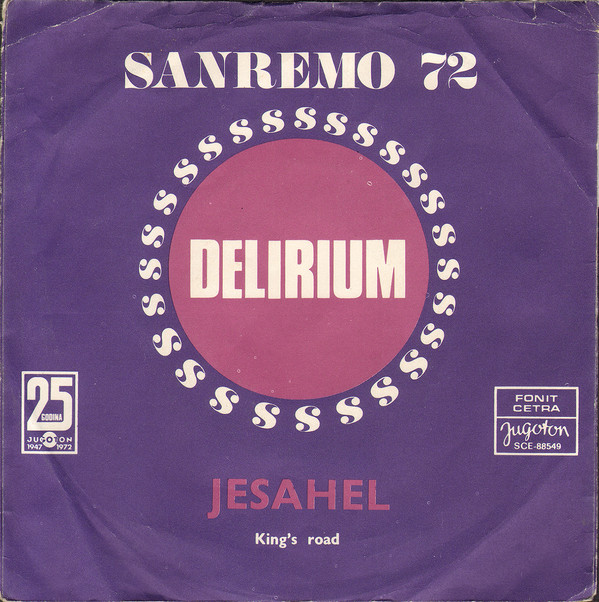 SANREMO 72
DELIRIUM
25
GODINA
JUGOTON
1947 1972
FONIT
CETRA
Jugoton
SCE-88549
JESAHEL
King's road